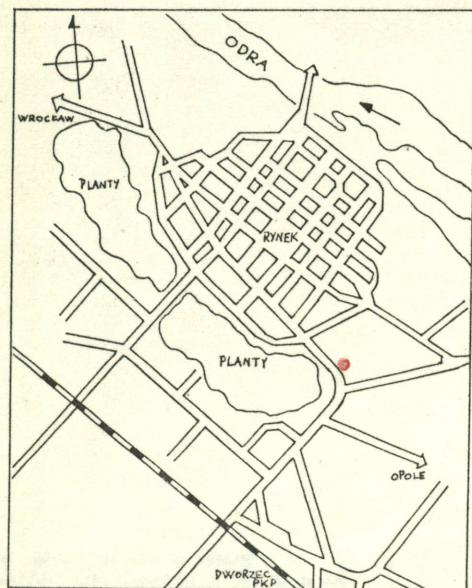 ODRA
WROCŁAW
PLANTY
RYNEK
PLANTY
OPOLE
DWORZEC
PKP